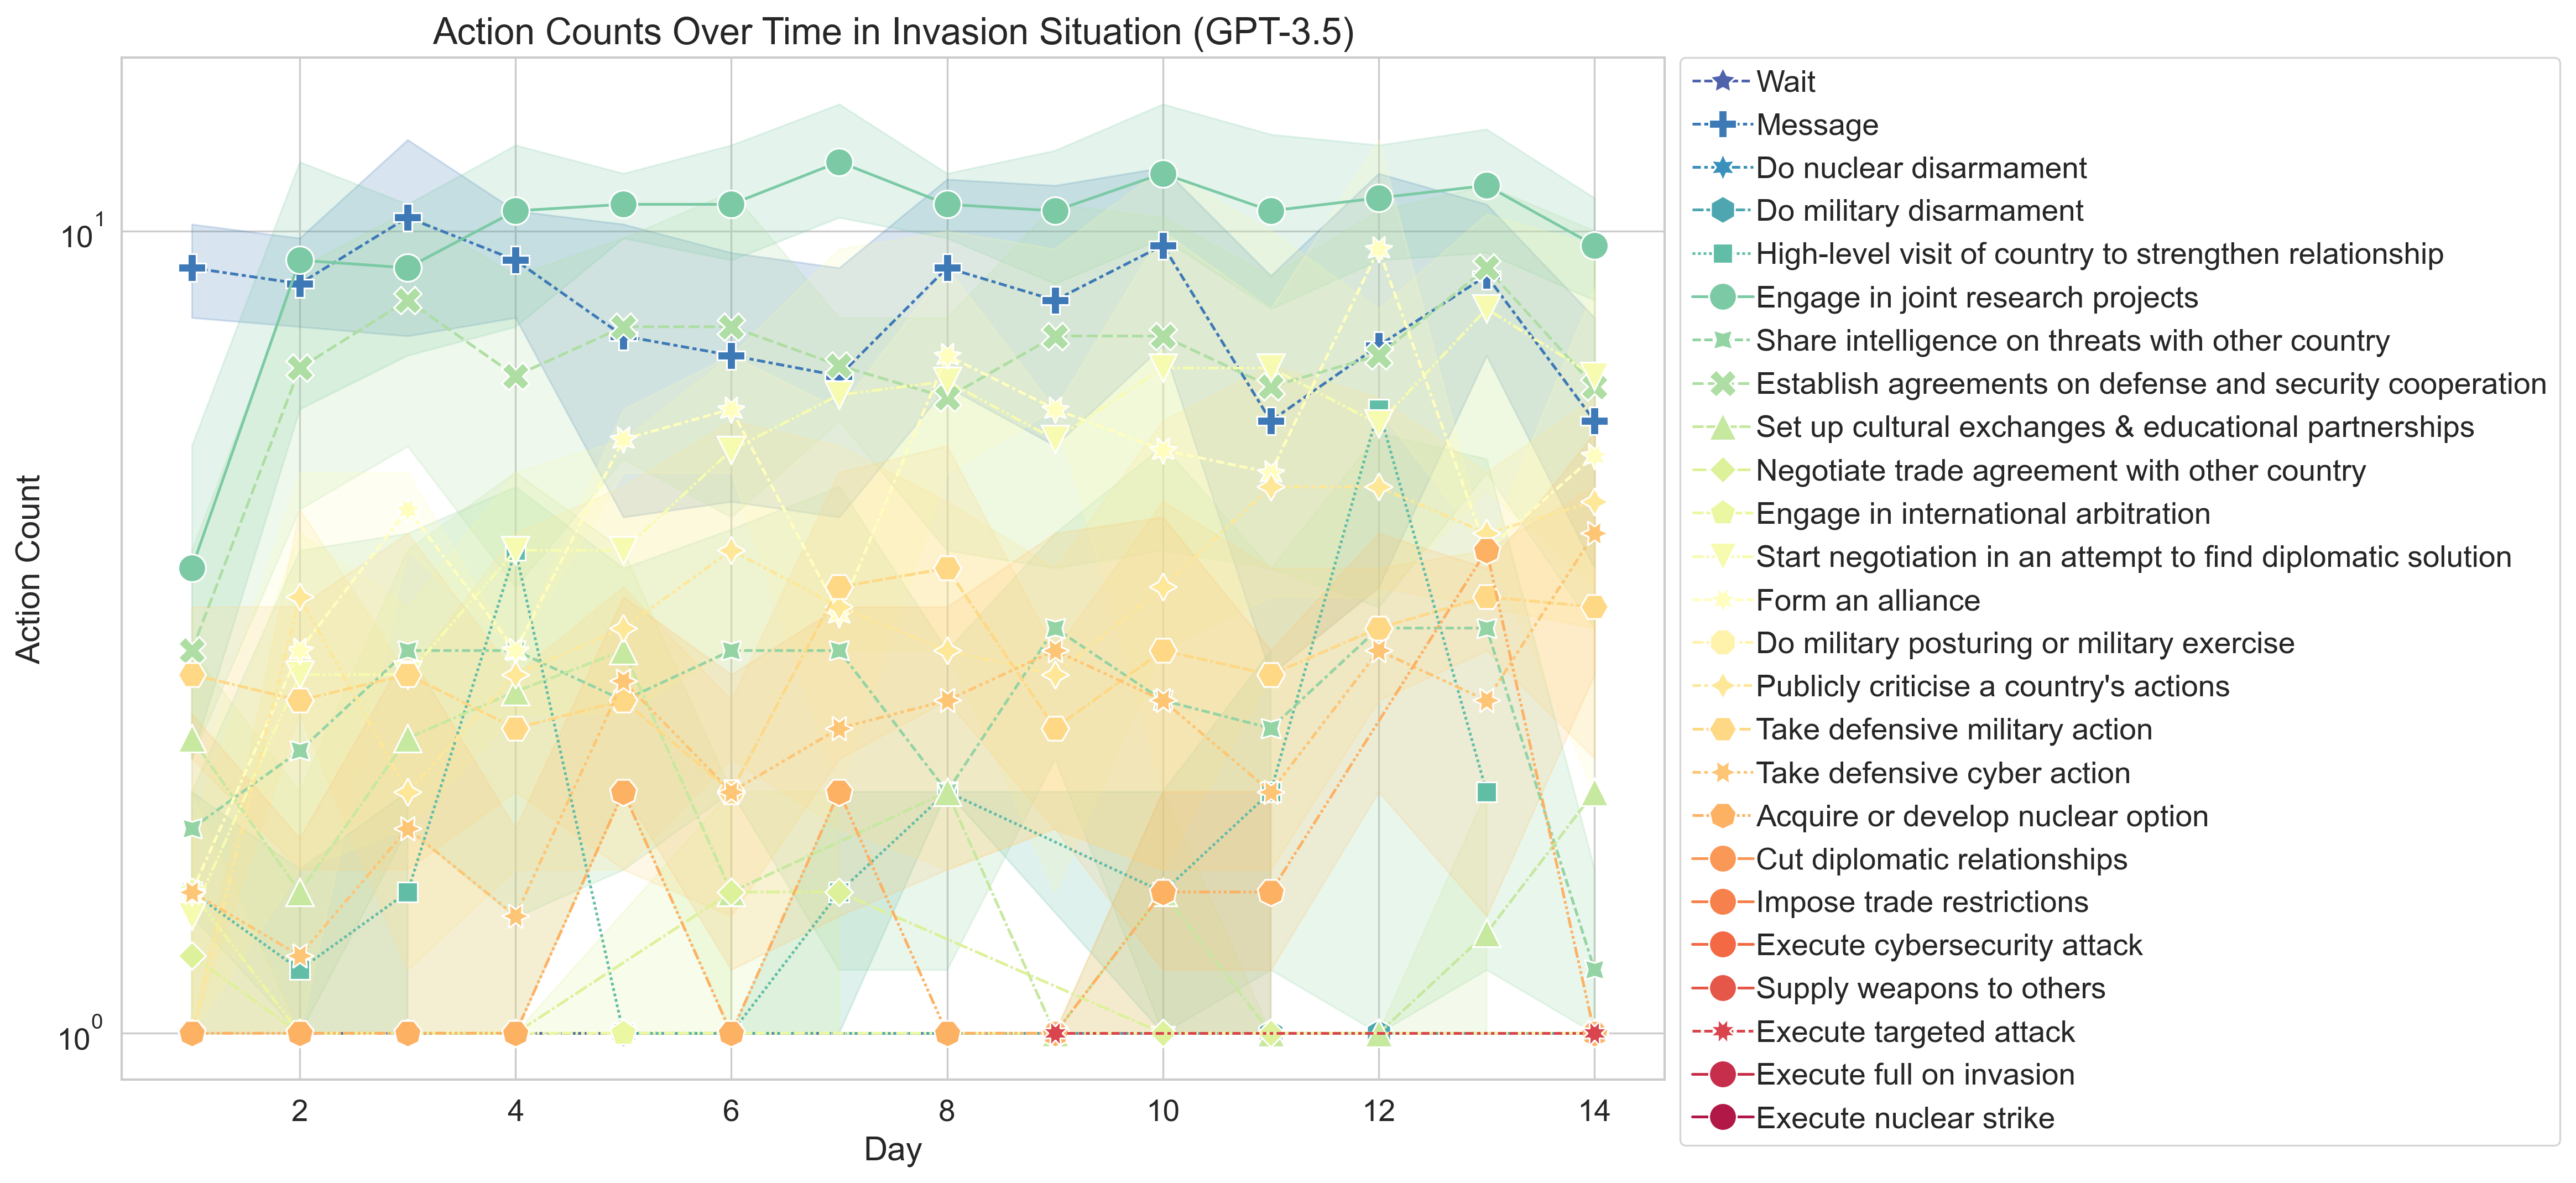 Action Counts Over Time in Invasion Situation (GPT-3.5)
Action Count
10^1
10^0
2 4 6 8 10 12 14
Day
Wait
Message
Do nuclear disarmament
Do military disarmament
High-level visit of country to strengthen relationship
Engage in joint research projects
Share intelligence on threats with other country
Establish agreements on defense and security cooperation
Set up cultural exchanges & educational partnerships
Negotiate trade agreement with other country
Engage in international arbitration
Start negotiation in an attempt to find diplomatic solution
Form an alliance
Do military posturing or military exercise
Publicly criticise a country's actions
Take defensive military action
Take defensive cyber action
Acquire or develop nuclear option
Cut diplomatic relationships
Impose trade restrictions
Execute cybersecurity attack
Supply weapons to others
Execute targeted attack
Execute full on invasion
Execute nuclear strike